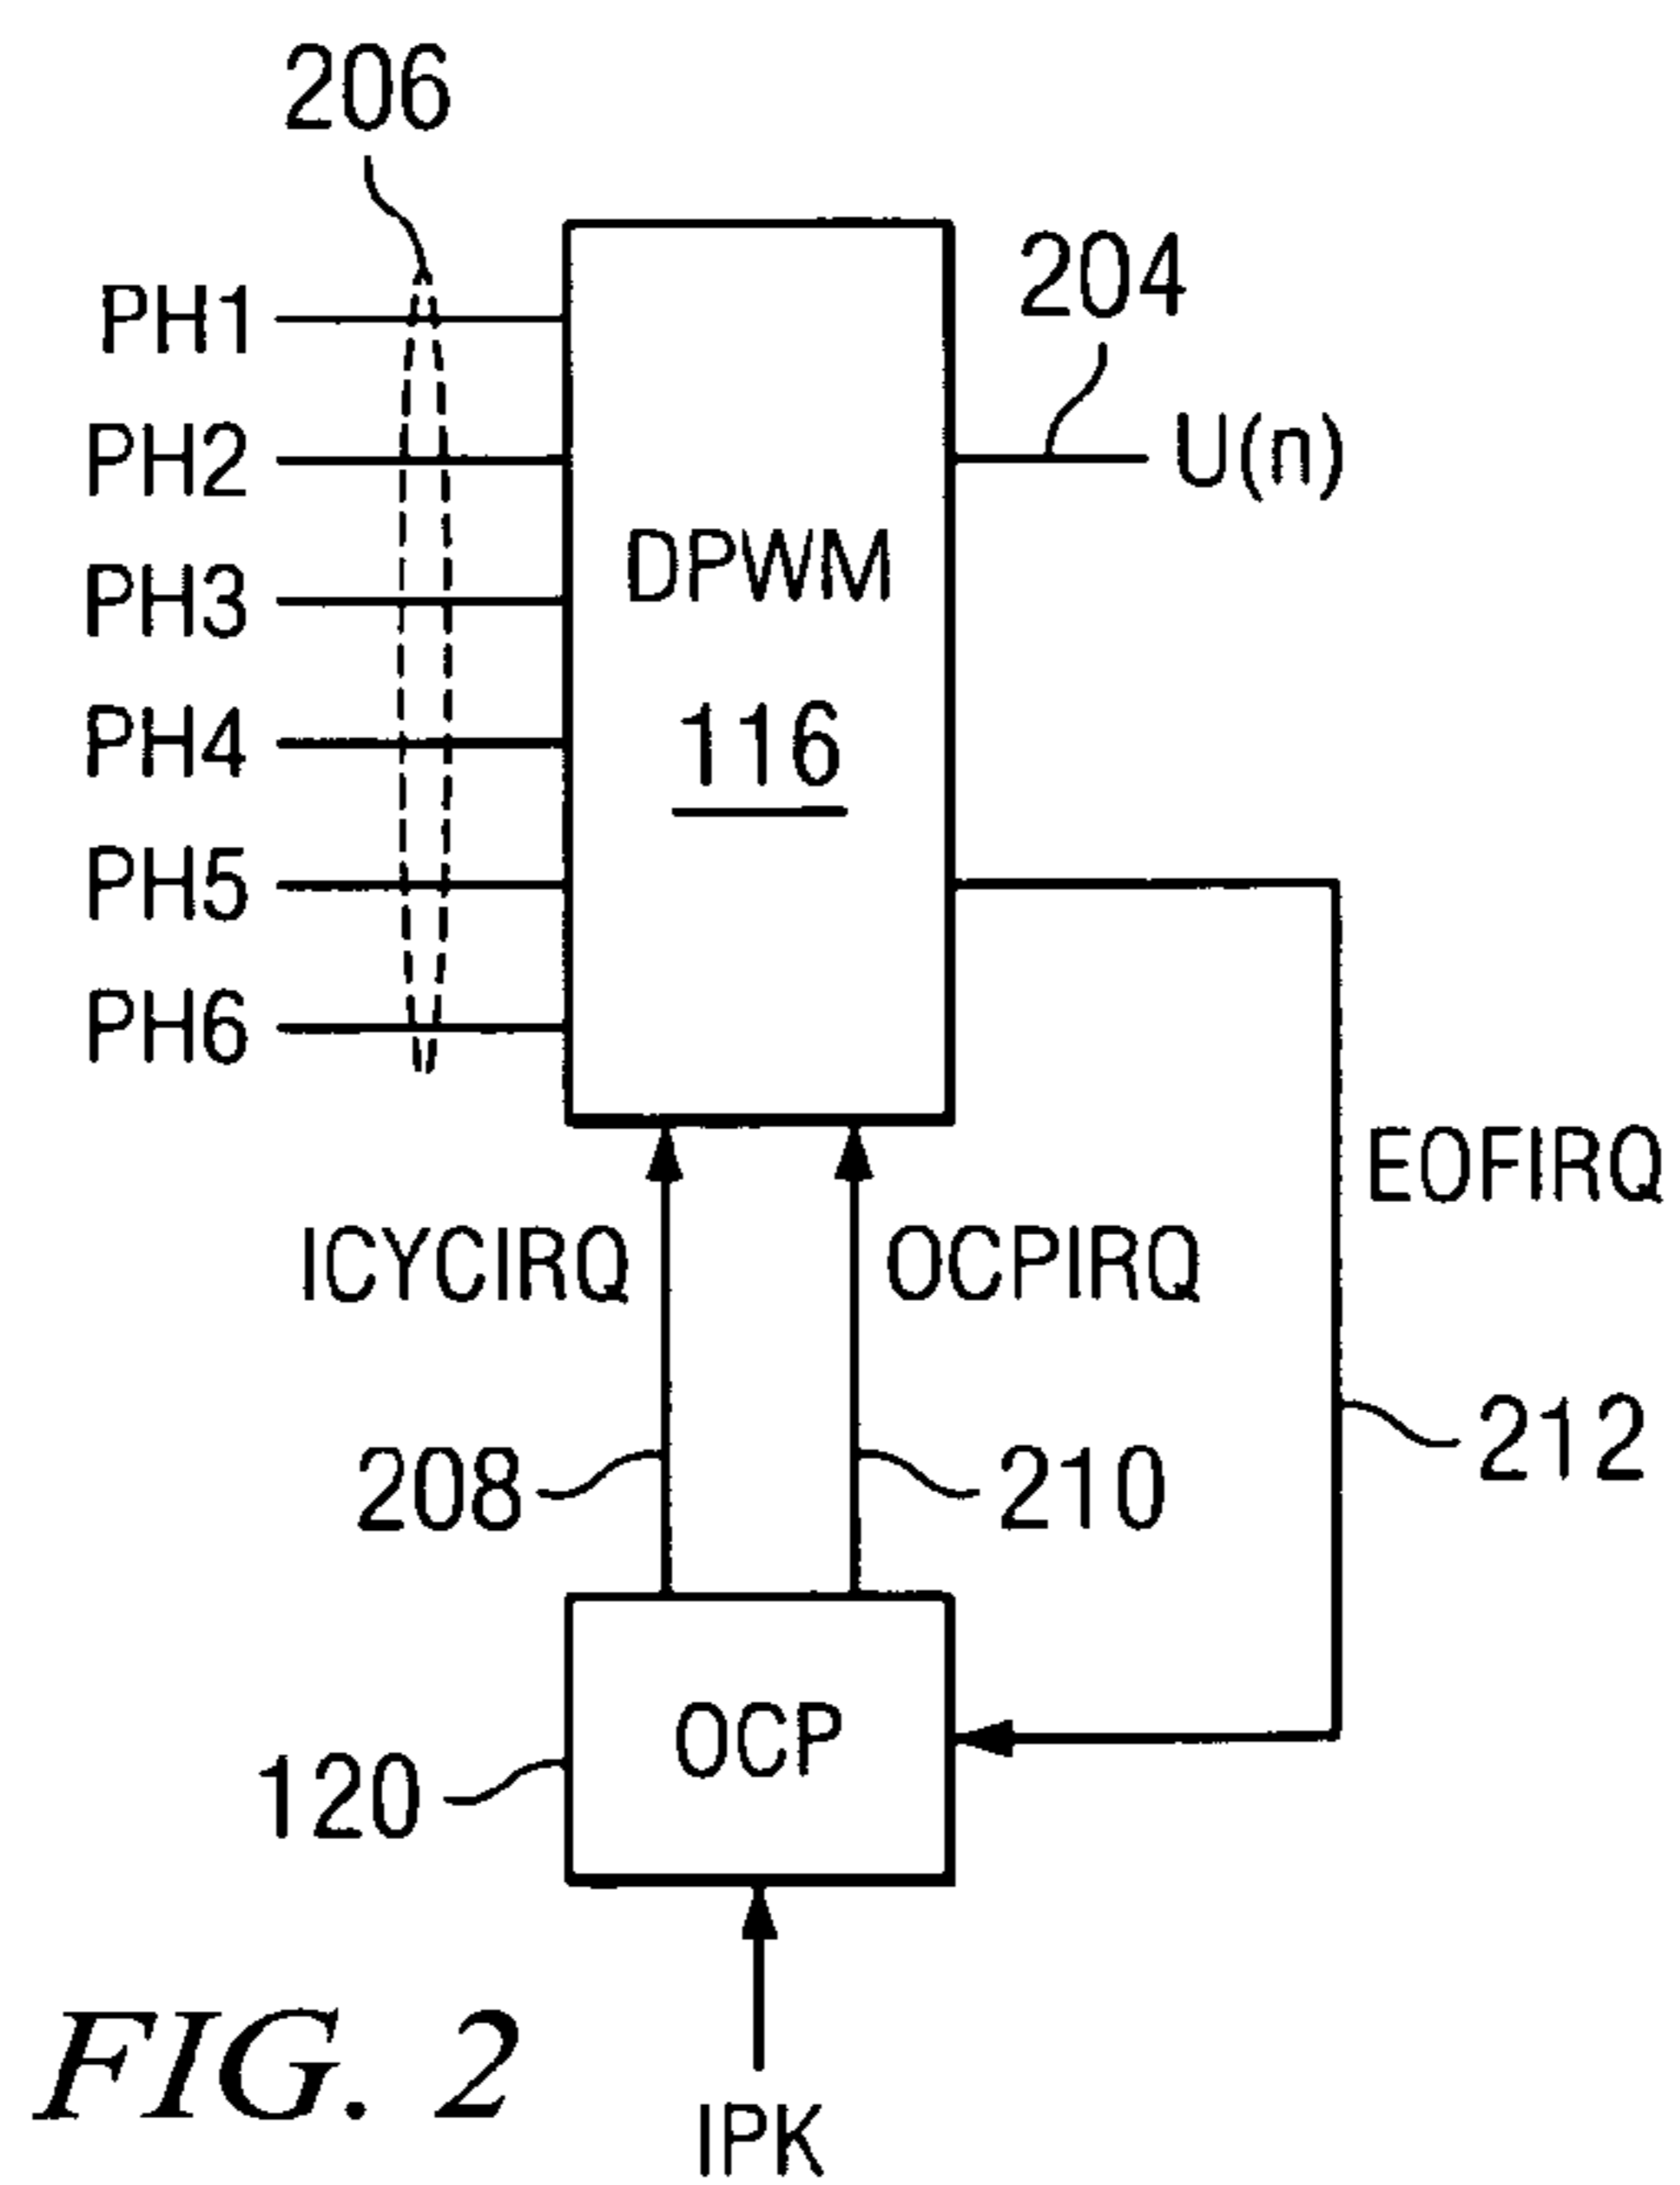 206
204
PH1
PH2
PH3
PH4
PH5
PH6
U(n)
DPWM
116
EOFIRQ
ICYCIRQ
OCPIRQ
208
210
212
OCP
120
IPK
FIG. 2